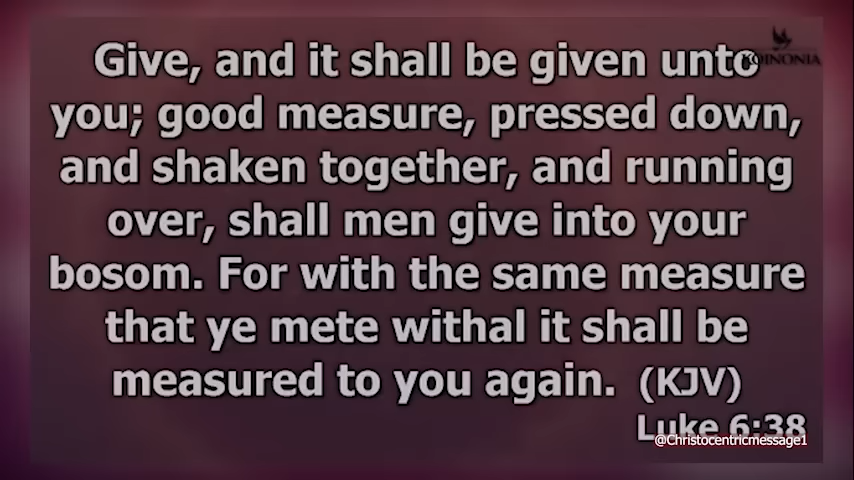 Give, and it shall be given unto
KOINONIA
you; good measure, pressed down,
and shaken together, and running
over, shall men give into your
bosom. For with the same measure
that ye mete withal it shall be
measured to you again. (KJV)
Luke 6:38
@Christocentricmessage1